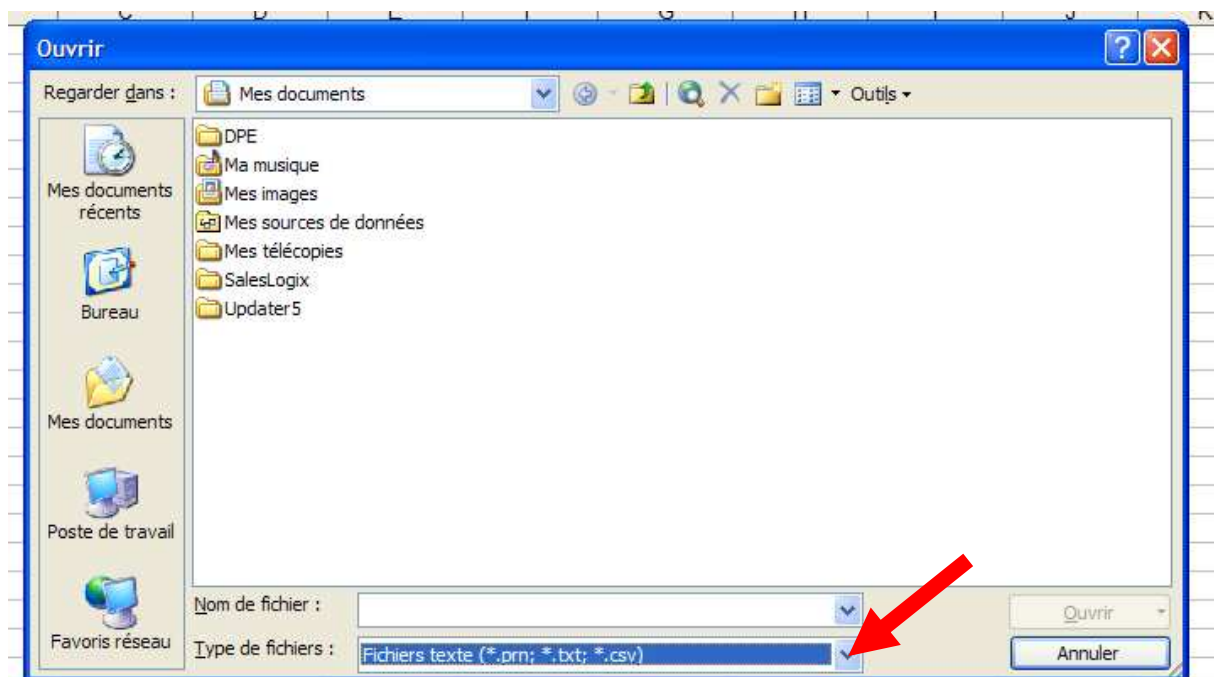 C D E F G H I J K
Ouvrir
Regarder dans :
Mes documents
Outils
Mes documents
récents
Bureau
Mes documents
Poste de travail
Favoris réseau
DPE
Ma musique
Mes images
Mes sources de données
Mes télécopies
SalesLogix
Updater5
Nom de fichier :
Ouvrir
Type de fichiers :
Fichiers texte (*.prn; *.txt; *.csv)
Annuler